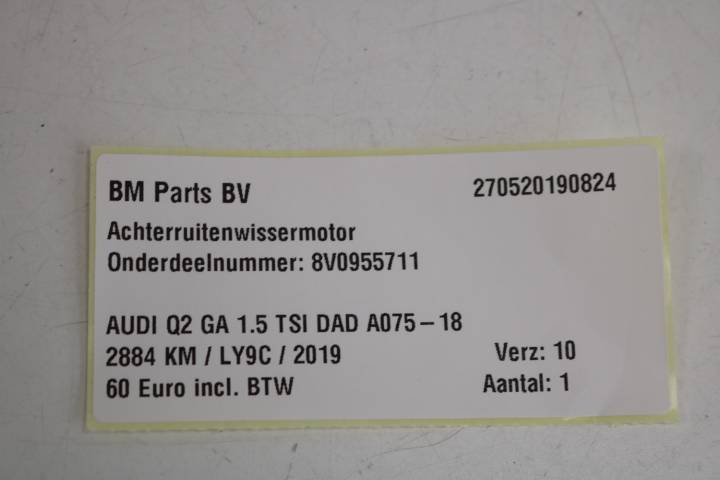 BM Parts BV 270520190824
Achterruitenwissermotor
Onderdeelnummer: 8V0955711
AUDI Q2 GA 1.5 TSI DAD A075-18
2884 KM / LY9C / 2019 Verz: 10
60 Euro incl. BTW Aantal: 1